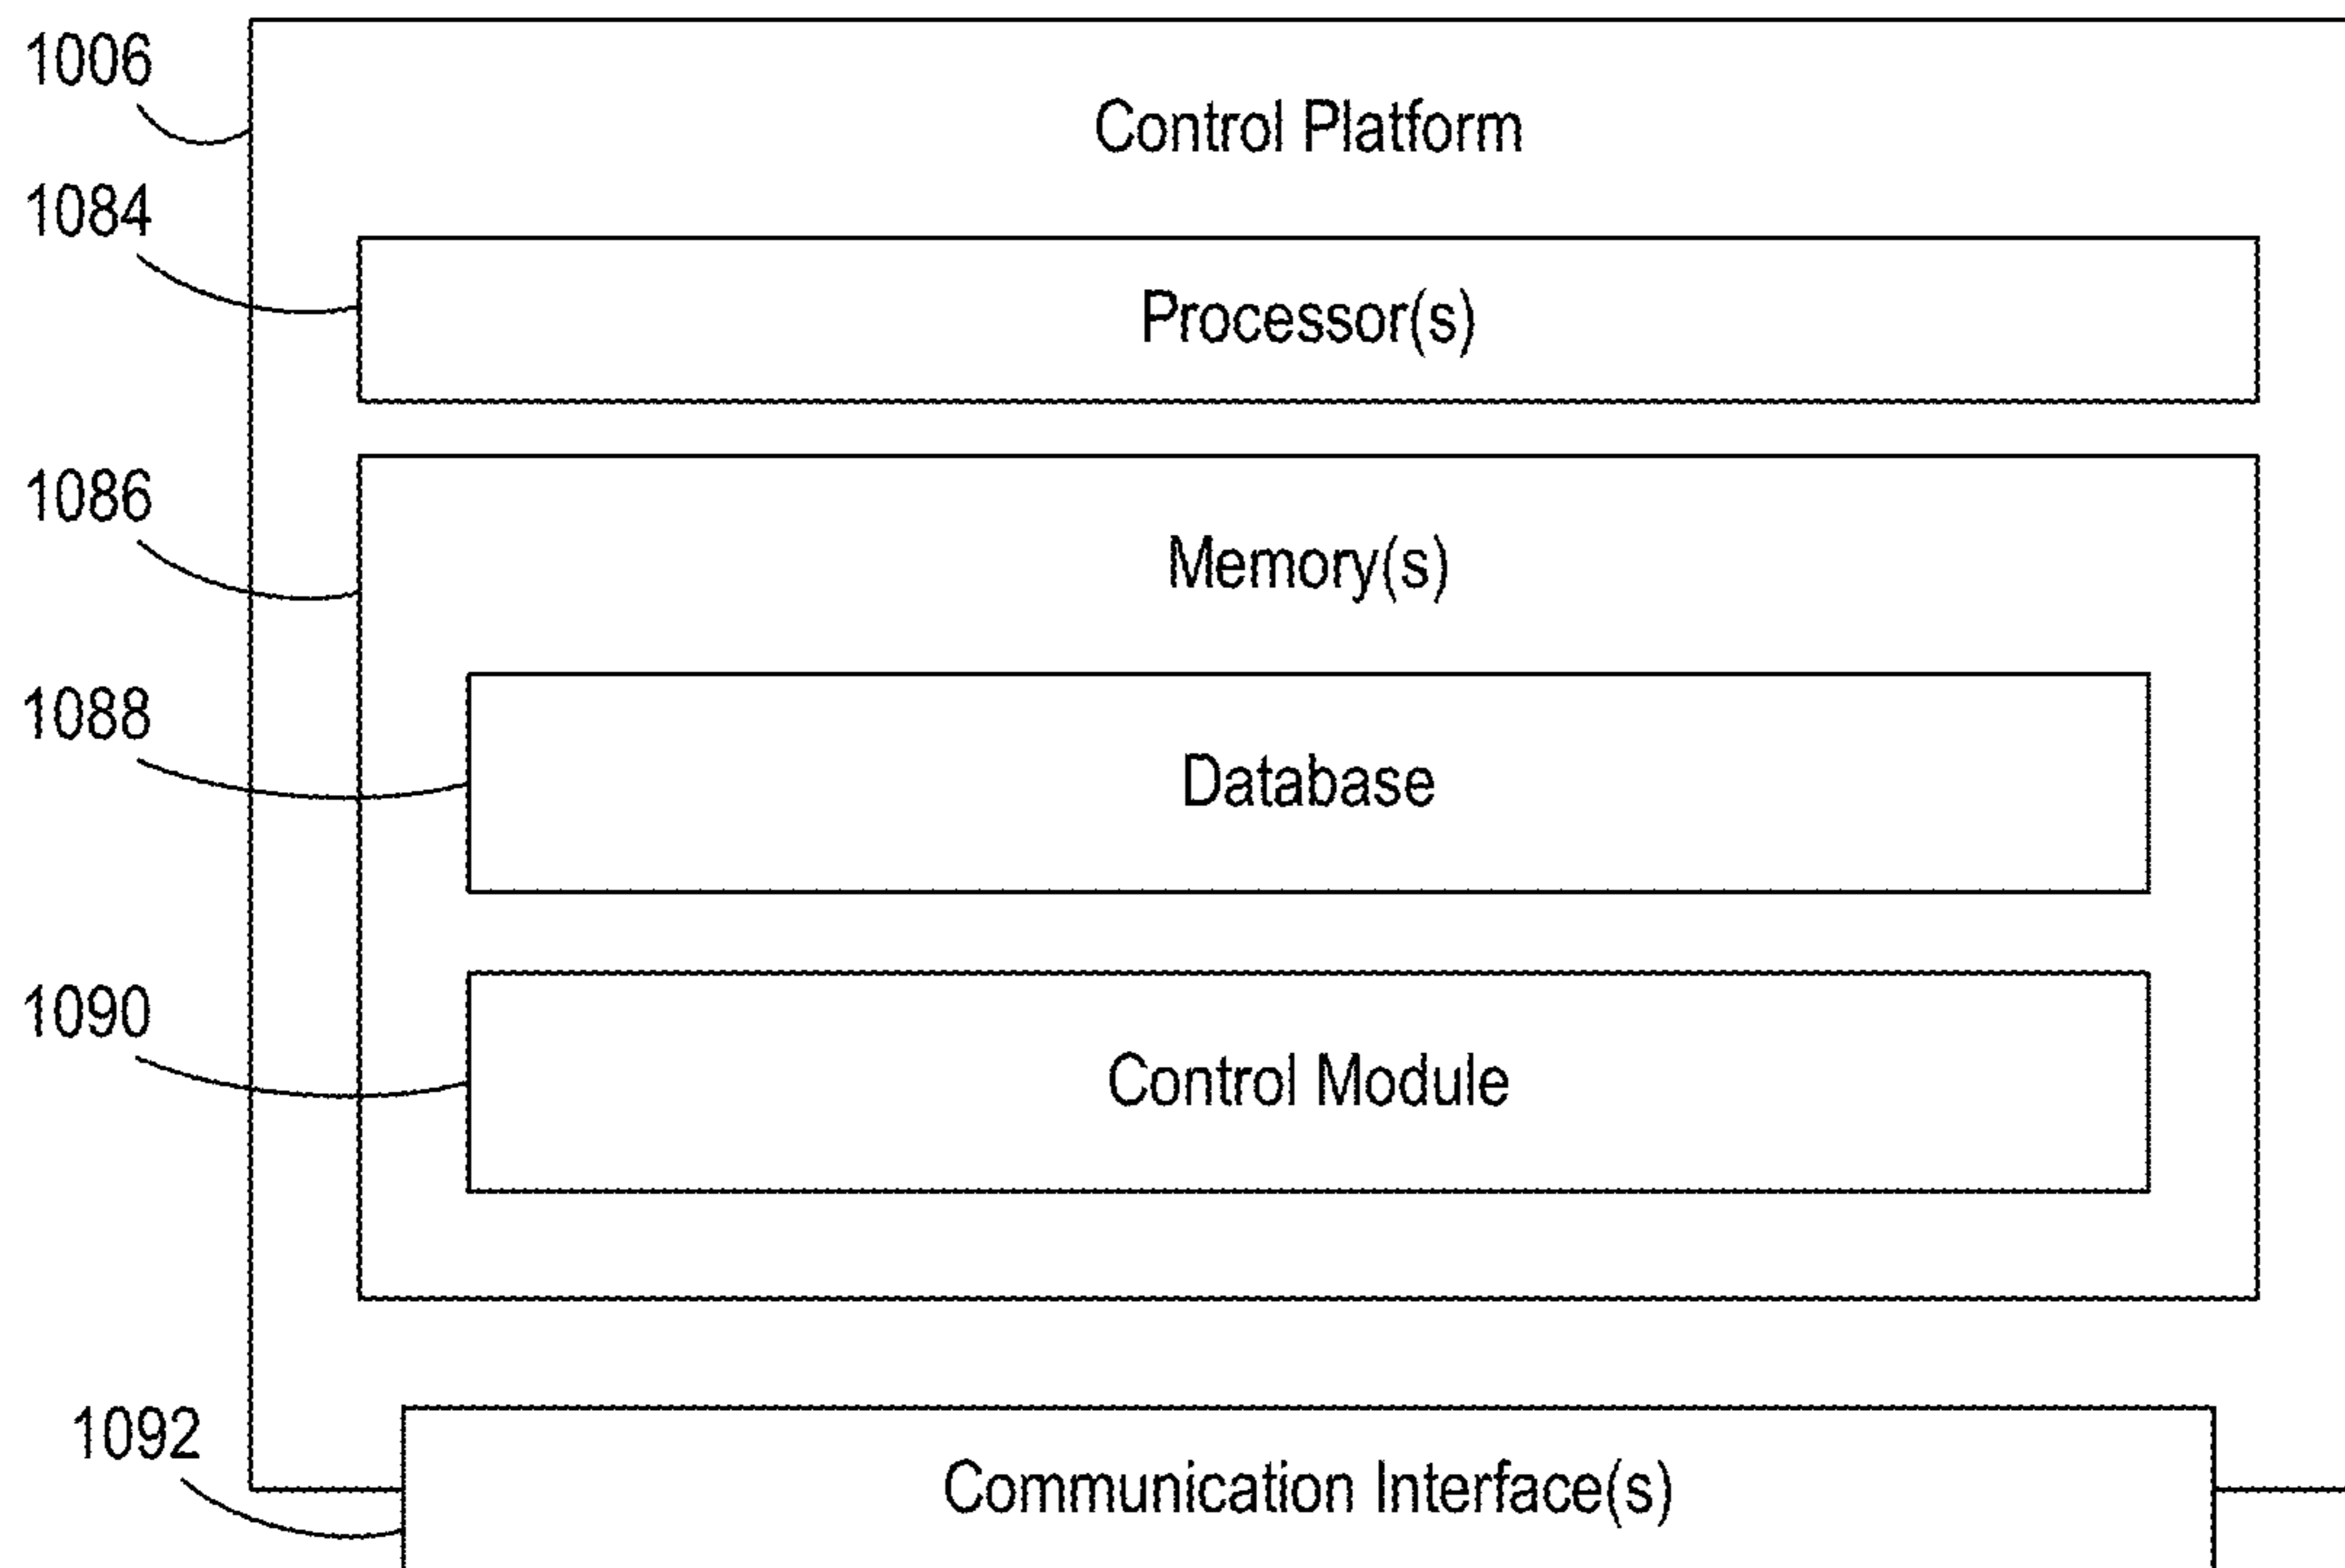 1006
Control Platform
1084
Processor(s)
1086
Memory(s)
1088
Database
1090
Control Module
1092
Communication Interface(s)